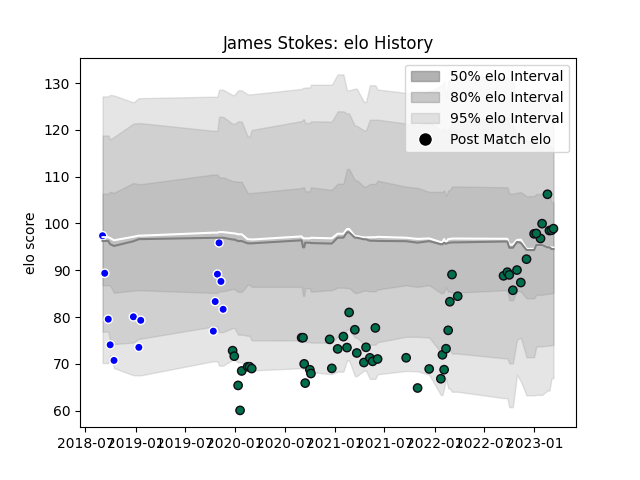 James Stokes: elo History
50% elo Interval
80% elo Interval
95% elo Interval
Post Match elo
elo score
130
120
110
100
90
80
70
60
2018-07 2019-01 2019-07 2020-01 2020-07 2021-01 2021-07 2022-01 2022-07 2023-01